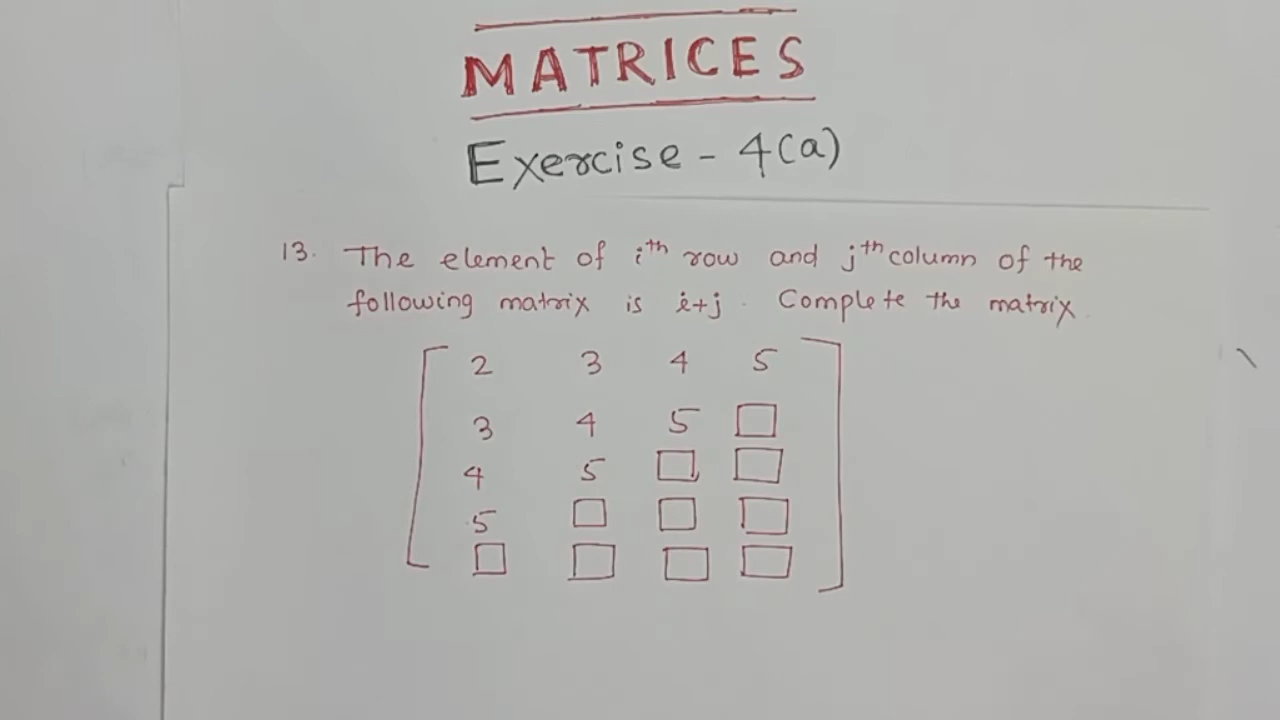 MATRICES
Exercise - 4(a)
13. The element of iᵗʰ row and jᵗʰ column of the
following matrix is i+j. Complete the matrix.
2 3 4 5
3 4 5 □
4 5 □ □
5 □ □ □
□ □ □ □